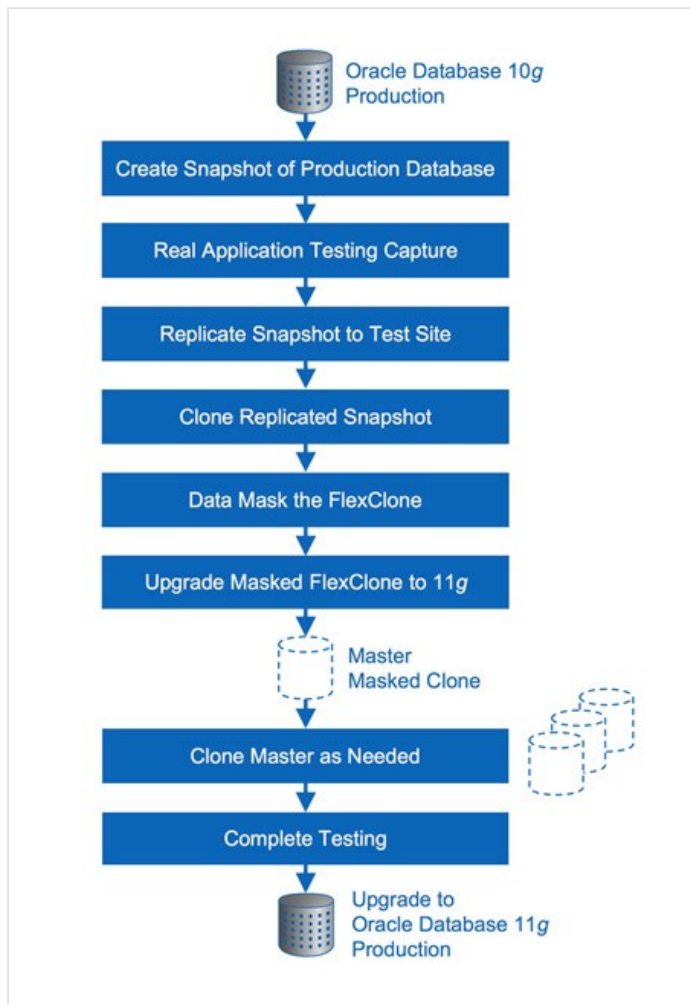 Oracle Database 10g
Production
Create Snapshot of Production Database
Real Application Testing Capture
Replicate Snapshot to Test Site
Clone Replicated Snapshot
Data Mask the FlexClone
Upgrade Masked FlexClone to 11g
Master
Masked Clone
Clone Master as Needed
Complete Testing
Upgrade to
Oracle Database 11g
Production